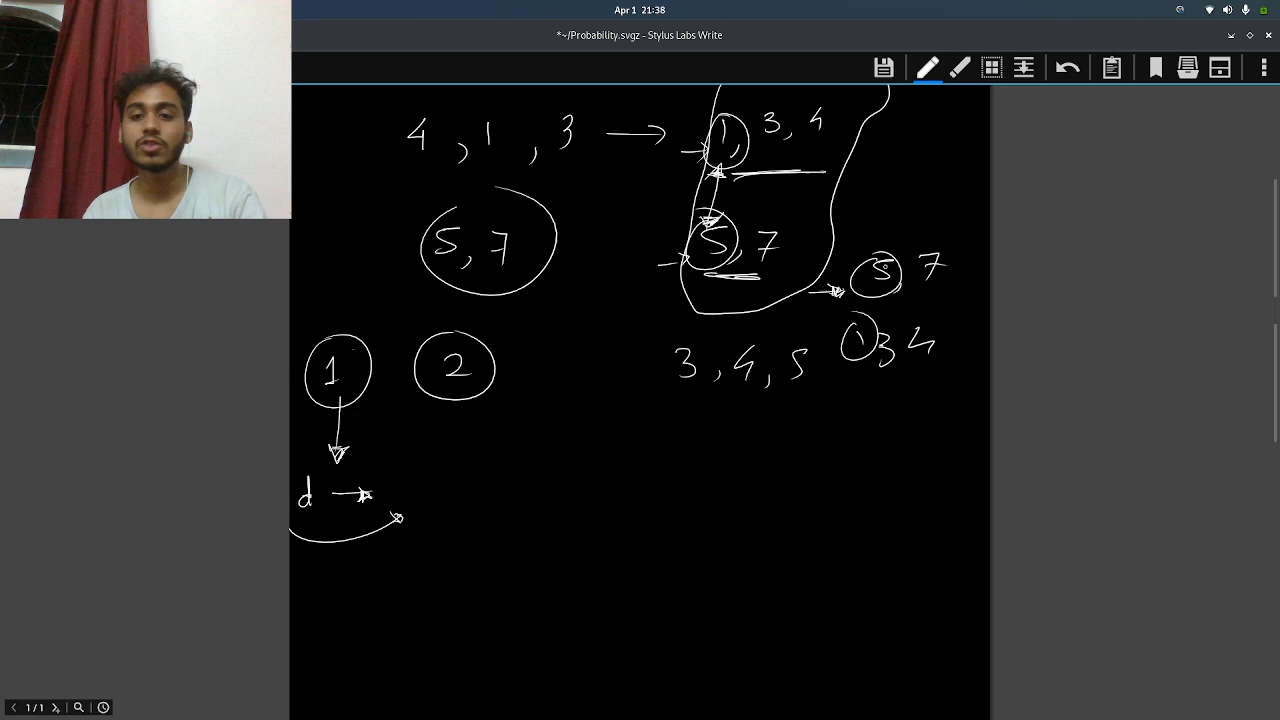 Apr 1 21:38
*~/Probability.svgz - Stylus Labs Write
4 , 1 , 3 → 1, 3, 4
5, 7 5, 7
5 7
1 3 4
3 , 4 , 5
1 2
d →
1/1